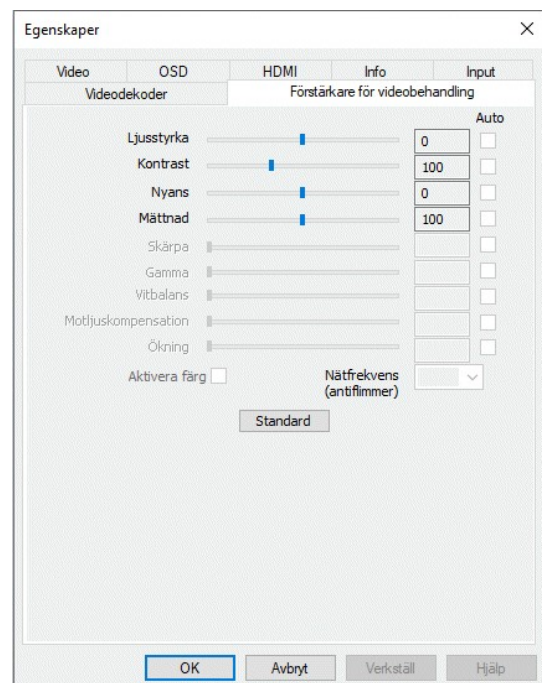 Egenskaper
Video OSD HDMI Info Input
Videodekoder Förstärkare för videobehandling
Auto
Ljusstyrka 0
Kontrast 100
Nyans 0
Mättnad 100
Skärpa
Gamma
Vitbalans
Motljuskompensation
Ökning
Aktivera färg Nätfrekvens
(antiflimmer)
Standard
OK Avbryt Verkställ Hjälp